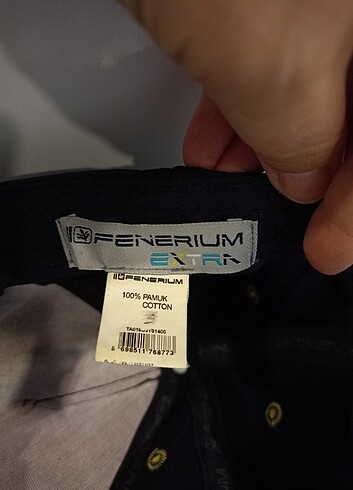 FENERIUM
EXTRA
FENERIUM
100% PAMUK
COTTON
8 698511 768773